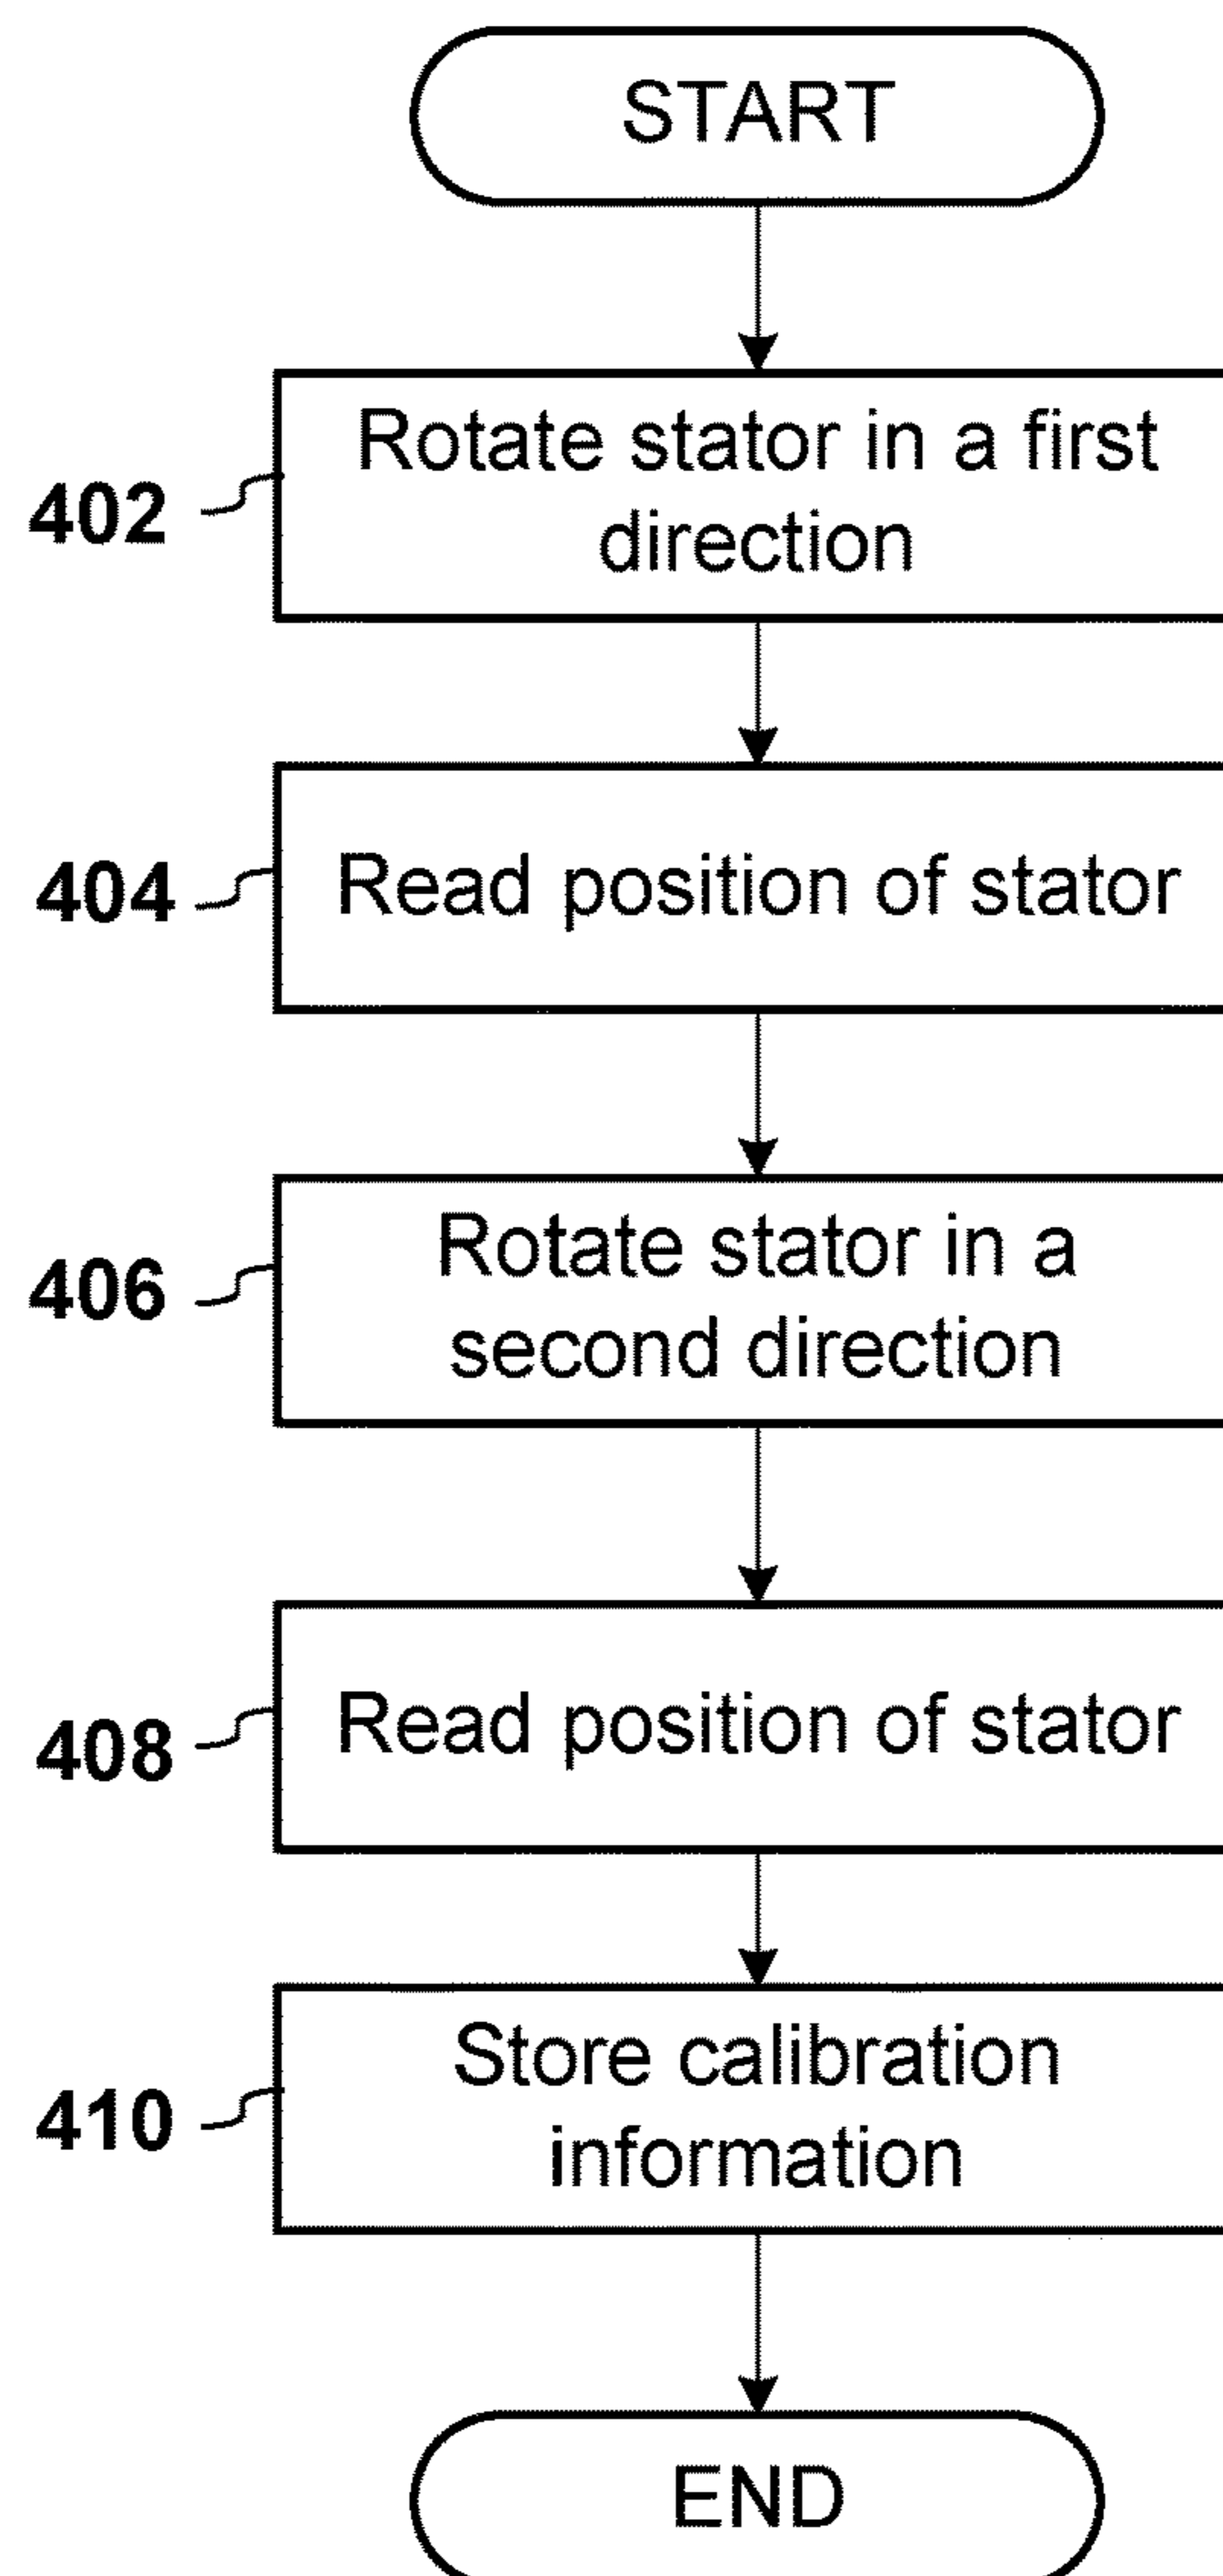 START
402
Rotate stator in a first
direction
404
Read position of stator
406
Rotate stator in a
second direction
408
Read position of stator
410
Store calibration
information
END